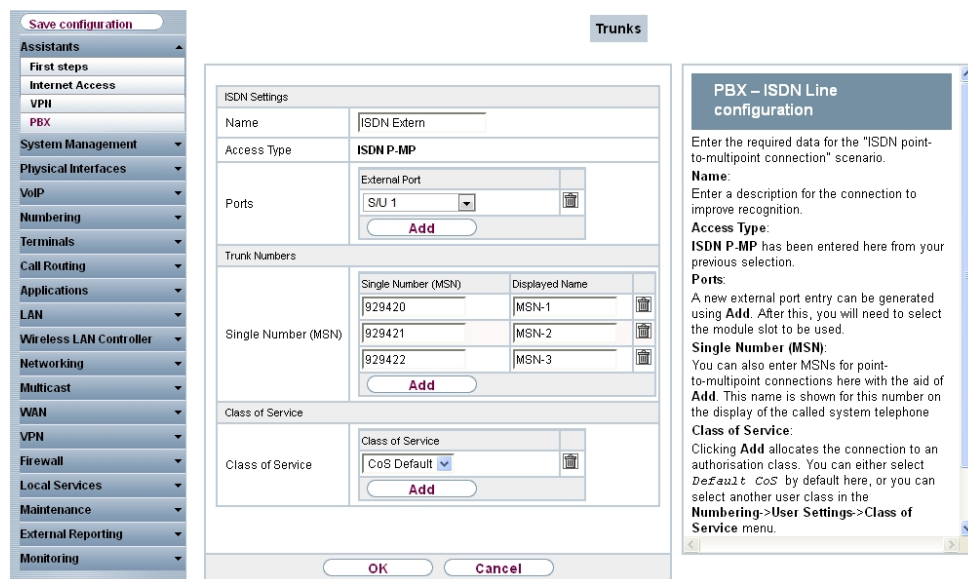 Save configuration
Assistants
First steps
Internet Access
VPN
PBX
System Management
Physical Interfaces
VoIP
Numbering
Terminals
Call Routing
Applications
LAN
Wireless LAN Controller
Networking
Multicast
WAN
VPN
Firewall
Local Services
Maintenance
External Reporting
Monitoring
Trunks
ISDN Settings
Name ISDN Extern
Access Type ISDN P-MP
External Port
Ports S/U 1
Add
Trunk Numbers
Single Number (MSN) Displayed Name
929420 MSN-1
Single Number (MSN) 929421 MSN-2
929422 MSN-3
Add
Class of Service
Class of Service
Class of Service CoS Default
Add
OK Cancel
PBX – ISDN Line
configuration
Enter the required data for the "ISDN point-
to-multipoint connection" scenario.
Name:
Enter a description for the connection to
improve recognition.
Access Type:
ISDN P-MP has been entered here from your
previous selection.
Ports:
A new external port entry can be generated
using Add. After this, you will need to select
the module slot to be used.
Single Number (MSN):
You can also enter MSNs for point-
to-multipoint connections here with the aid of
Add. This name is shown for this number on
the display of the called system telephone
Class of Service:
Clicking Add allocates the connection to an
authorisation class. You can either select
Default CoS by default here, or you can
select another user class in the
Numbering->User Settings->Class of
Service menu.